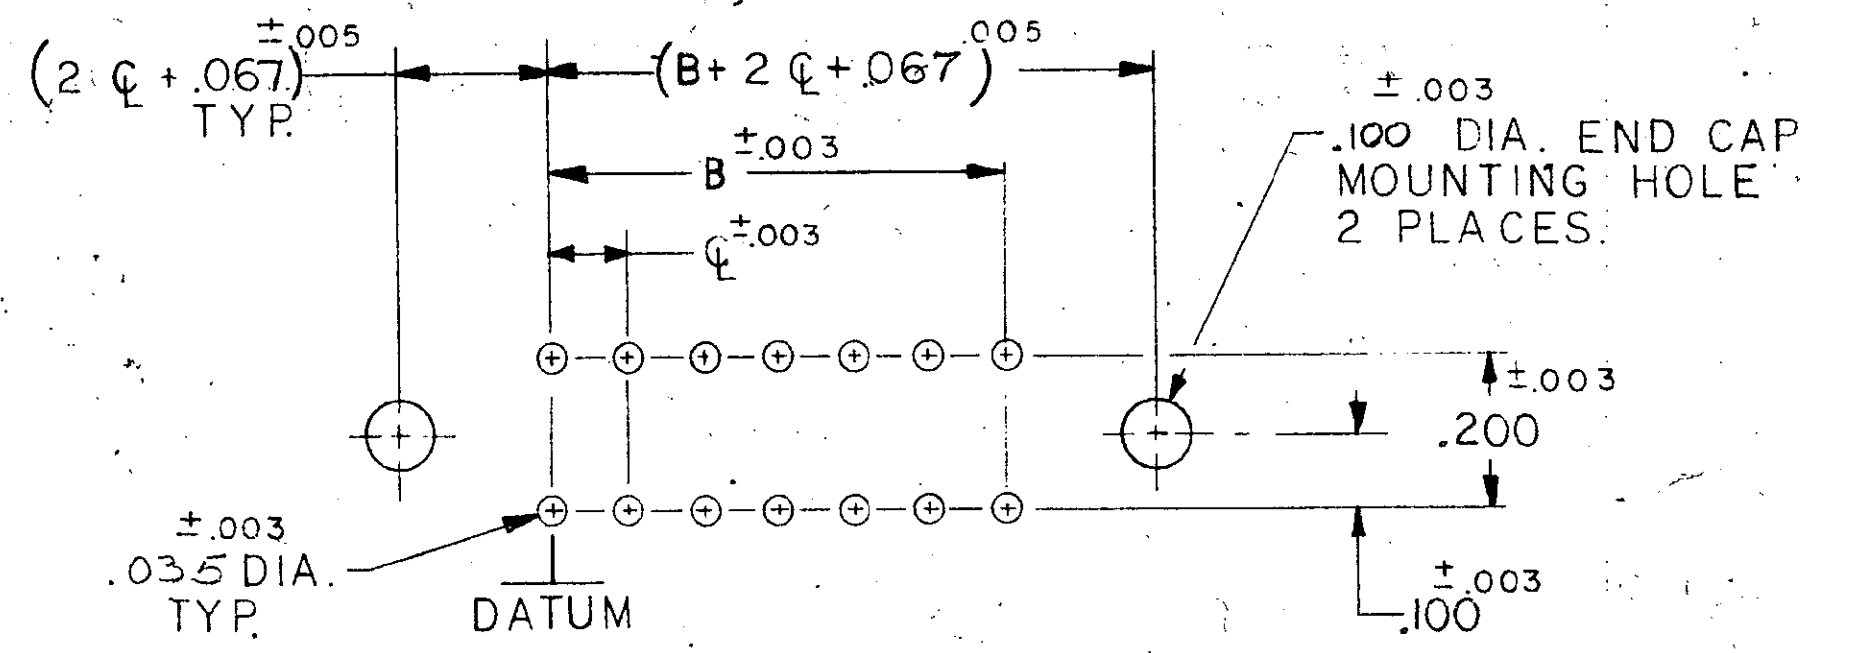 ±.005
(2 ℄ + .067)
TYP.
.005
(B+ 2 ℄ + .067)
±.003
B
±.003
℄
±.003
.100 DIA. END CAP
MOUNTING HOLE
2 PLACES.
±.003
.200
±.003
.035 DIA.
TYP.
DATUM
±.003
.100